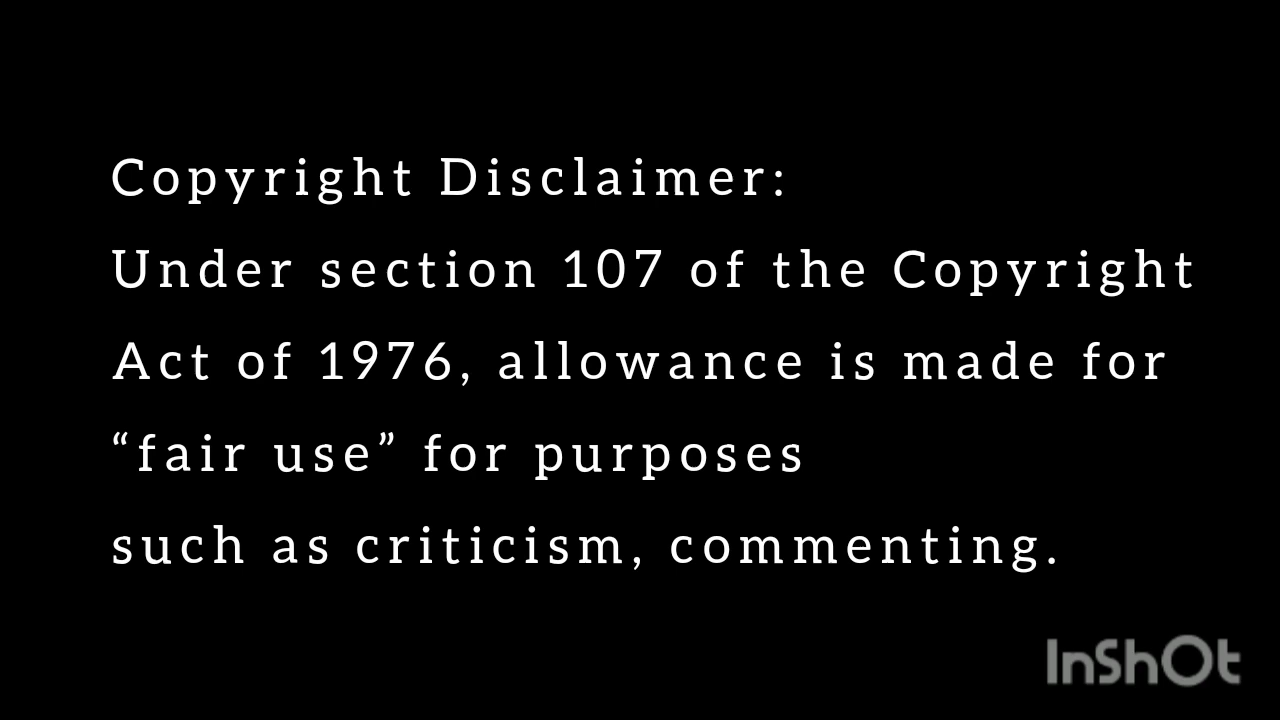 Copyright Disclaimer:
Under section 107 of the Copyright
Act of 1976, allowance is made for
“fair use” for purposes
such as criticism, commenting.
InShOt